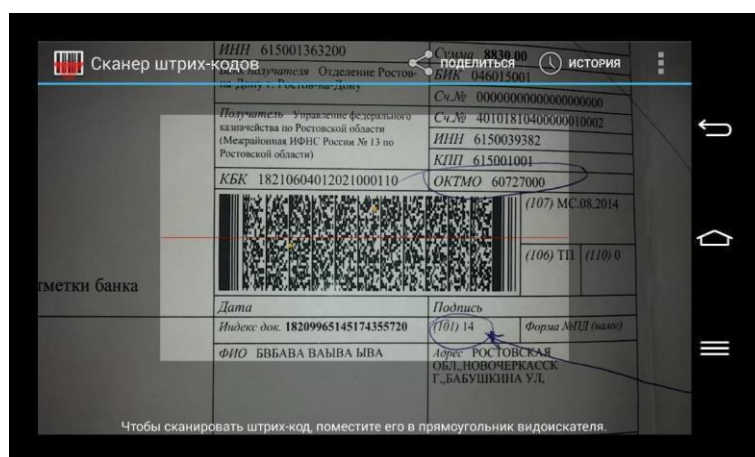 Сканер штрих-кодов
ПОДЕЛИТЬСЯ
ИСТОРИЯ
ИНН 615001363200
Сумма 8830.00
Банк получателя Отделение Ростов-
на-Дону г. Ростов-на-Дону
БИК 046015001
Сч.№ 00000000000000000000
Получатель Управление федерального
казначейства по Ростовской области
(Межрайонная ИФНС России № 13 по
Ростовской области)
Сч.№ 40101810400000010002
ИНН 6150039382
КПП 615001001
КБК 18210604012021000110
ОКТМО 60727000
(107) МС.08.2014
(106) ТП
(110) 0
метки банка
Дата
Подпись
Индекс док. 18209965145174355720
(101) 14
Форма №ПД (налог)
ФИО БВБАВА ВАЫВА ЫВА
Адрес РОСТОВСКАЯ
ОБЛ.,НОВОЧЕРКАССК
Г.,БАБУШКИНА УЛ,
Чтобы сканировать штрих-код, поместите его в прямоугольник видоискателя.